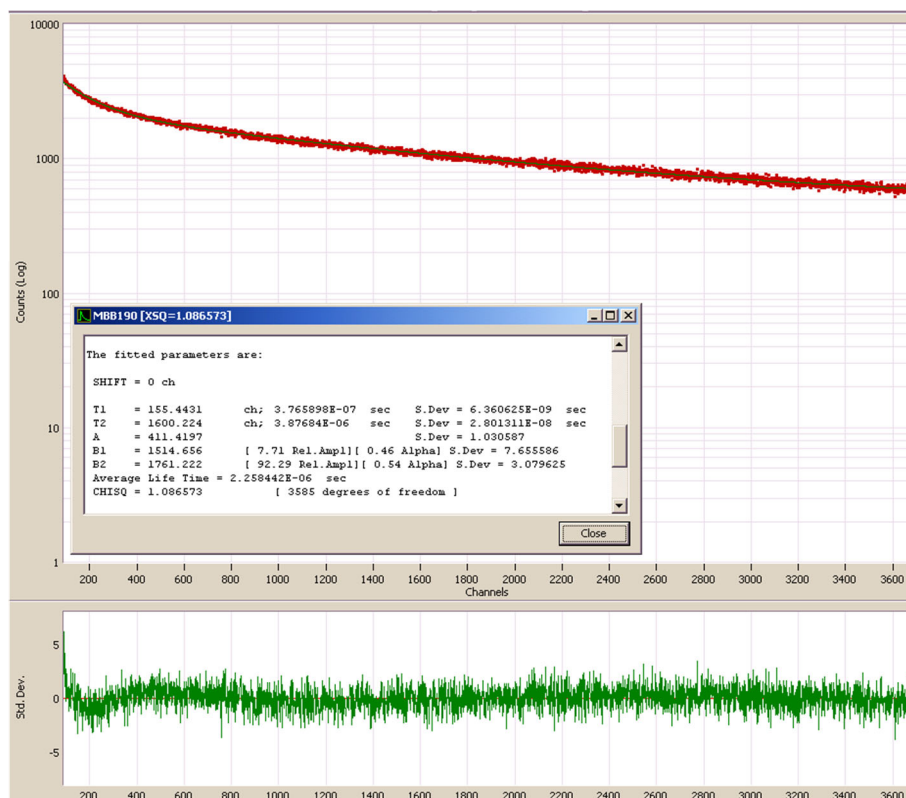 10000
1000
100
10
1
Counts (Log)
MBB190 [XSQ=1.086573]
The fitted parameters are:
SHIFT = 0 ch
T1 = 155.4431 ch; 3.765898E-07 sec S.Dev = 6.360625E-09 sec
T2 = 1600.224 ch; 3.87684E-06 sec S.Dev = 2.801311E-08 sec
A = 411.4197 S.Dev = 1.030587
B1 = 1514.656 [ 7.71 Rel.Ampl][ 0.46 Alpha] S.Dev = 7.655586
B2 = 1761.222 [ 92.29 Rel.Ampl][ 0.54 Alpha] S.Dev = 3.079625
Average Life Time = 2.258442E-06 sec
CHISQ = 1.086573 [ 3585 degrees of freedom ]
Close
200 400 600 800 1000 1200 1400 1600 1800 2000 2200 2400 2600 2800 3000 3200 3400 3600
Channels
5
0
-5
Std. Dev.
200 400 600 800 1000 1200 1400 1600 1800 2000 2200 2400 2600 2800 3000 3200 3400 3600